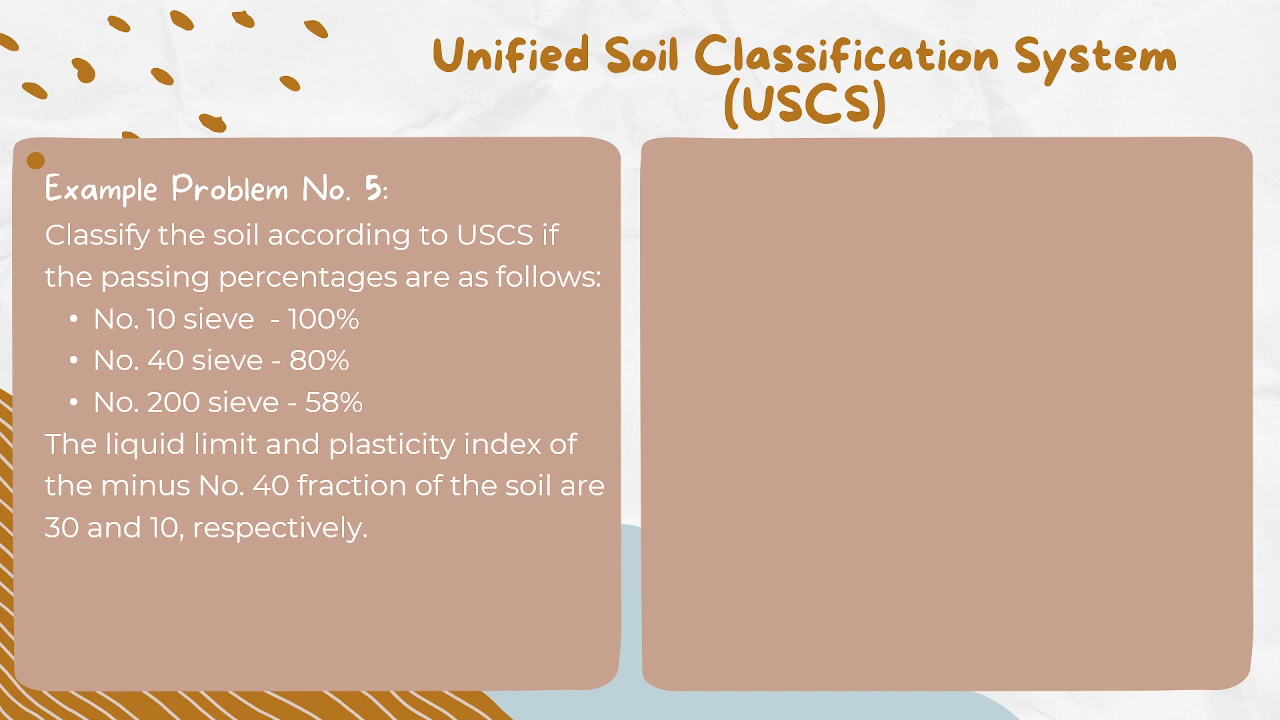 Unified Soil Classification System
(USCS)
Example Problem No. 5:
Classify the soil according to USCS if
the passing percentages are as follows:
• No. 10 sieve - 100%
• No. 40 sieve - 80%
• No. 200 sieve - 58%
The liquid limit and plasticity index of
the minus No. 40 fraction of the soil are
30 and 10, respectively.